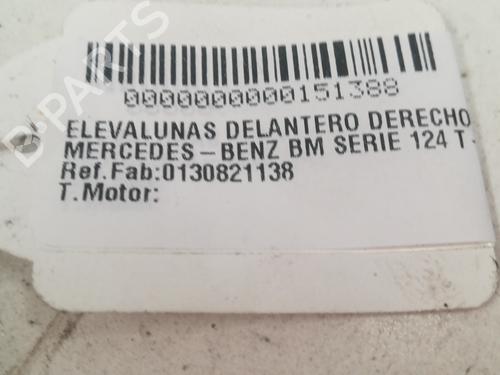 0000000000151388
ELEVALUNAS DELANTERO DERECHO
MERCEDES-BENZ BM SERIE 124 T-
Ref.Fab:0130821138
T.Motor:
D-PARTS